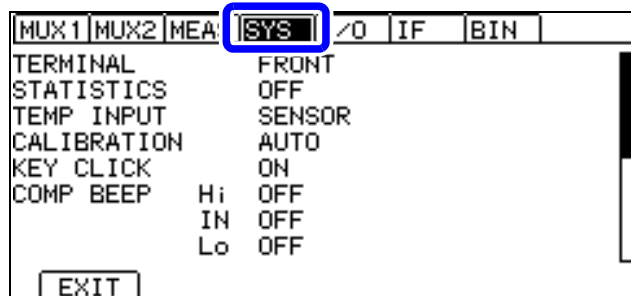 MUX1 MUX2 MEA SYS /O IF BIN
TERMINAL FRONT
STATISTICS OFF
TEMP INPUT SENSOR
CALIBRATION AUTO
KEY CLICK ON
COMP BEEP Hi OFF
IN OFF
Lo OFF
EXIT